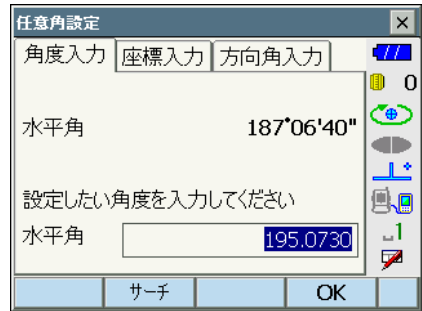 任意角設定
角度入力 座標入力 方向角入力
0
水平角 187°06'40"
設定したい角度を入力してください
水平角 195.0730
1
サーチ OK